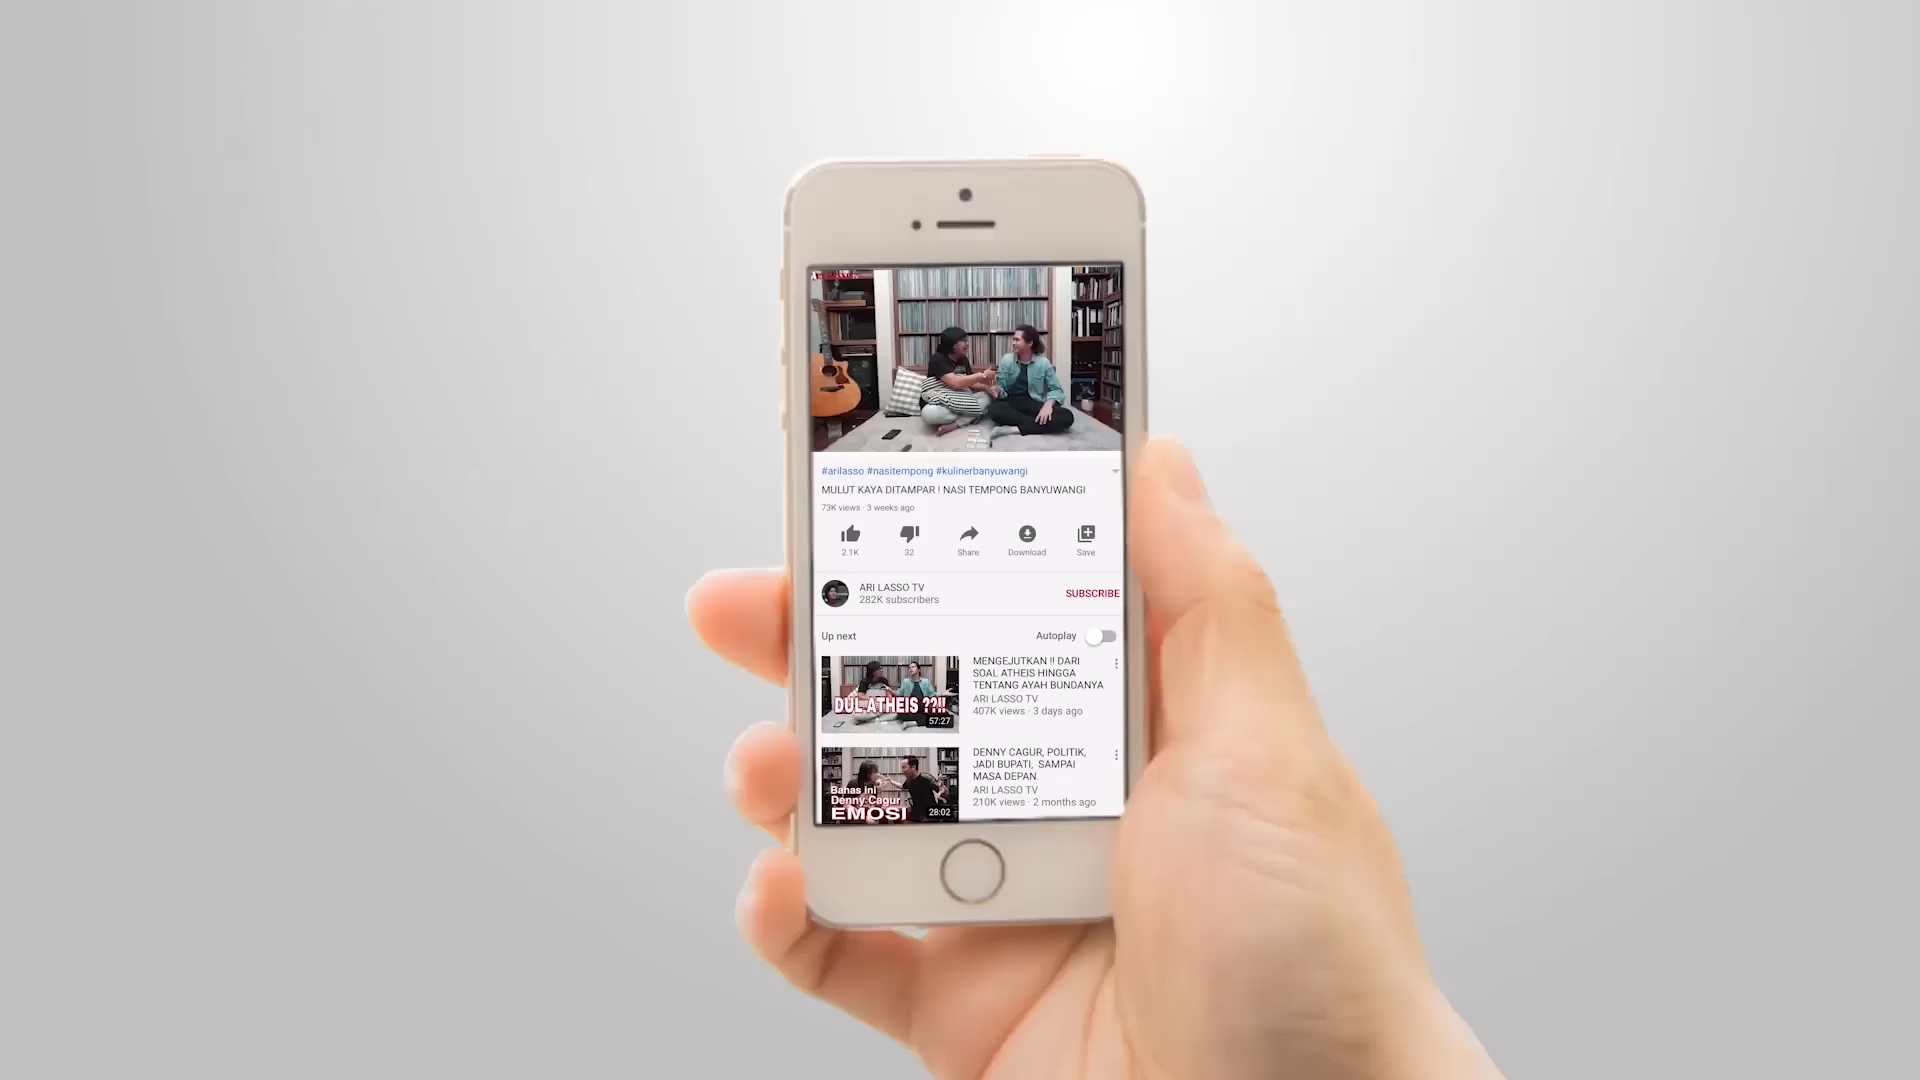 #arilasso #nasitempong #kulinerbanyuwangi
MULUT KAYA DITAMPAR ! NASI TEMPONG BANYUWANGI
73K views · 3 weeks ago
2.1K
32
Share
Download
Save
ARI LASSO TV
282K subscribers
SUBSCRIBE
Up next
Autoplay
DUL ATHEIS ??!!
57:27
MENGEJUTKAN !! DARI
SOAL ATHEIS HINGGA
TENTANG AYAH BUNDANYA
ARI LASSO TV
407K views · 3 days ago
Bahas ini
Denny Cagur
EMOSI
28:02
DENNY CAGUR, POLITIK,
JADI BUPATI, SAMPAI
MASA DEPAN.
ARI LASSO TV
210K views · 2 months ago